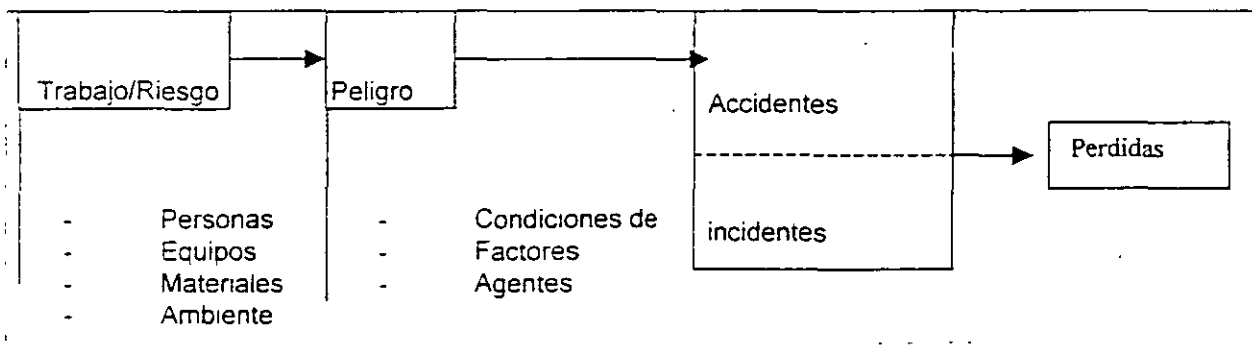 Trabajo/Riesgo
Peligro
Accidentes
Perdidas
incidentes
- Personas
- Equipos
- Materiales
- Ambiente
- Condiciones de
- Factores
- Agentes